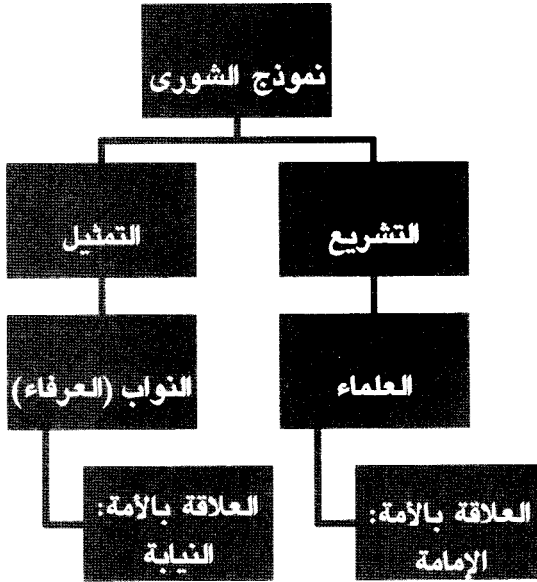 نموذج الشورى
التشريع
التمثيل
العلماء
النواب (العرفاء)
العلاقة بالأمة:
الإمامة
العلاقة بالأمة:
النيابة